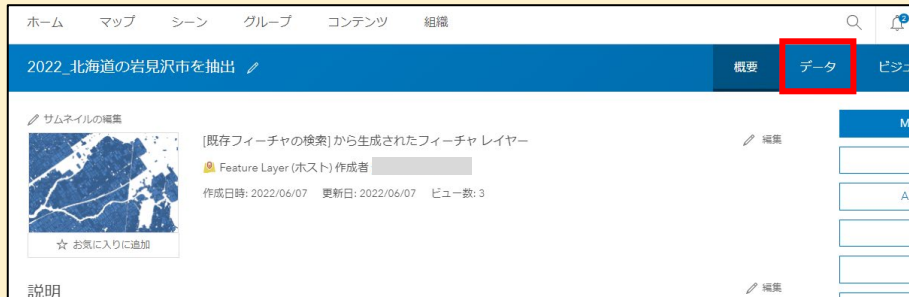 ホーム マップ シーン グループ コンテンツ 組織
2
2022_北海道の岩見沢市を抽出 概要 データ ビジュ
サムネイルの編集
[既存フィーチャの検索] から生成されたフィーチャ レイヤー 編集
M
Feature Layer (ホスト) 作成者
作成日時: 2022/06/07 更新日: 2022/06/07 ビュー数: 3
A
☆ お気に入りに追加
説明 編集